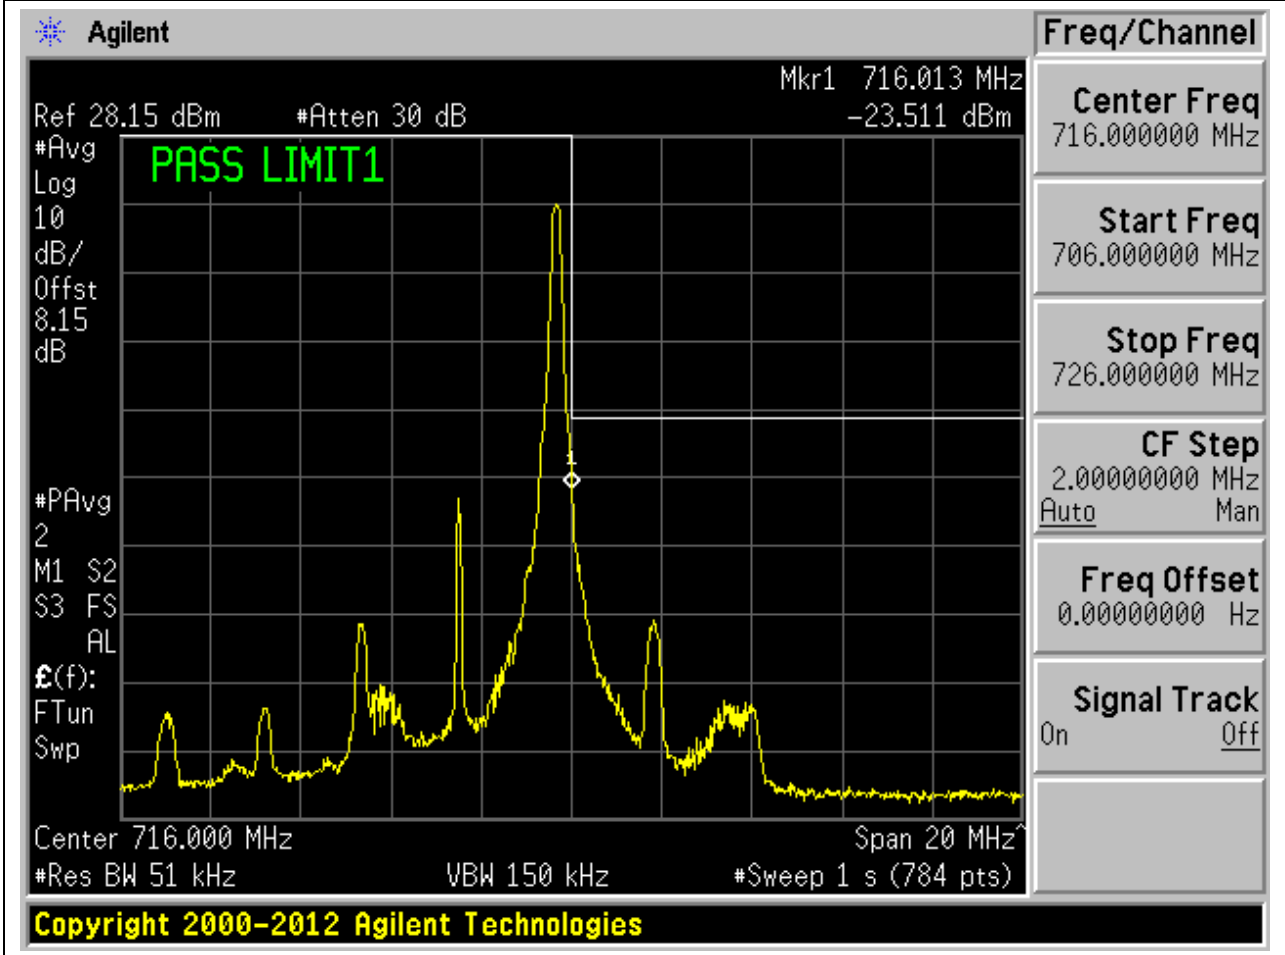 Agilent
Freq/Channel
Mkr1 716.013 MHz
Ref 28.15 dBm #Atten 30 dB -23.511 dBm
#Avg
Log
10
dB/
Offst
8.15
dB
PASS LIMIT1
1
#PAvg
2
M1 S2
S3 FS
AL
£(f):
FTun
Swp
Center 716.000 MHz Span 20 MHz^
#Res BW 51 kHz VBW 150 kHz #Sweep 1 s (784 pts)
Center Freq
716.000000 MHz
Start Freq
706.000000 MHz
Stop Freq
726.000000 MHz
CF Step
2.00000000 MHz
Auto Man
Freq Offset
0.00000000 Hz
Signal Track
On Off
Copyright 2000-2012 Agilent Technologies